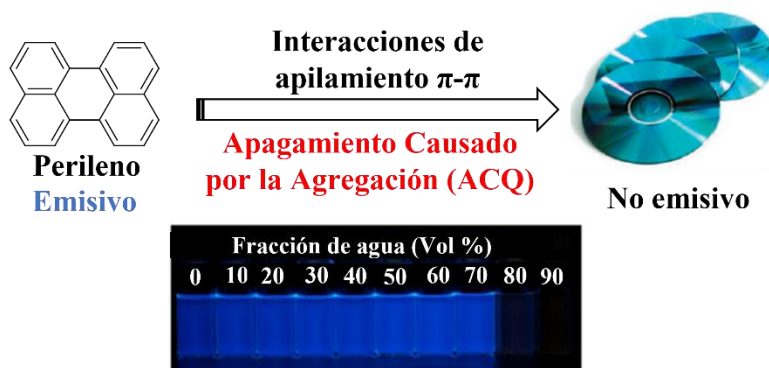 Interacciones de
apilamiento π-π
Apagamiento Causado
por la Agregación (ACQ)
Perileno
Emisivo
No emisivo
Fracción de agua (Vol %)
0 10 20 30 40 50 60 70 80 90